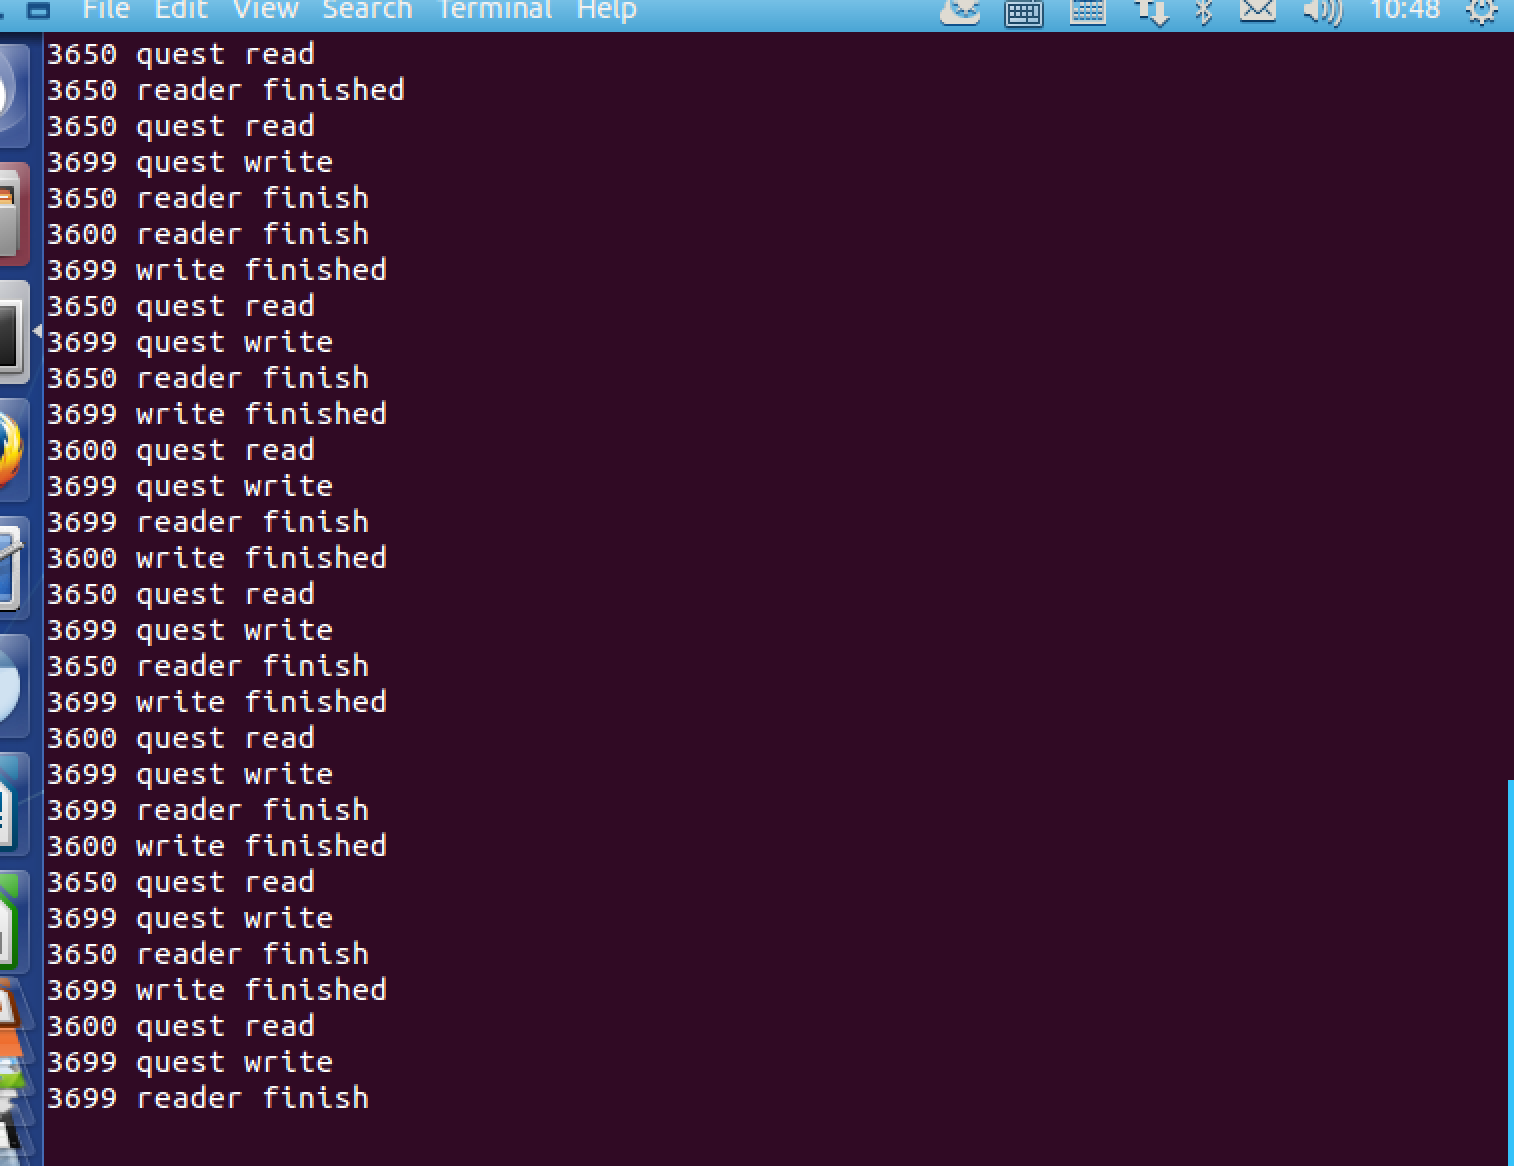 File Edit View Search Terminal Help 10:48
3650 quest read
3650 reader finished
3650 quest read
3699 quest write
3650 reader finish
3600 reader finish
3699 write finished
3650 quest read
3699 quest write
3650 reader finish
3699 write finished
3600 quest read
3699 quest write
3699 reader finish
3600 write finished
3650 quest read
3699 quest write
3650 reader finish
3699 write finished
3600 quest read
3699 quest write
3699 reader finish
3600 write finished
3650 quest read
3699 quest write
3650 reader finish
3699 write finished
3600 quest read
3699 quest write
3699 reader finish